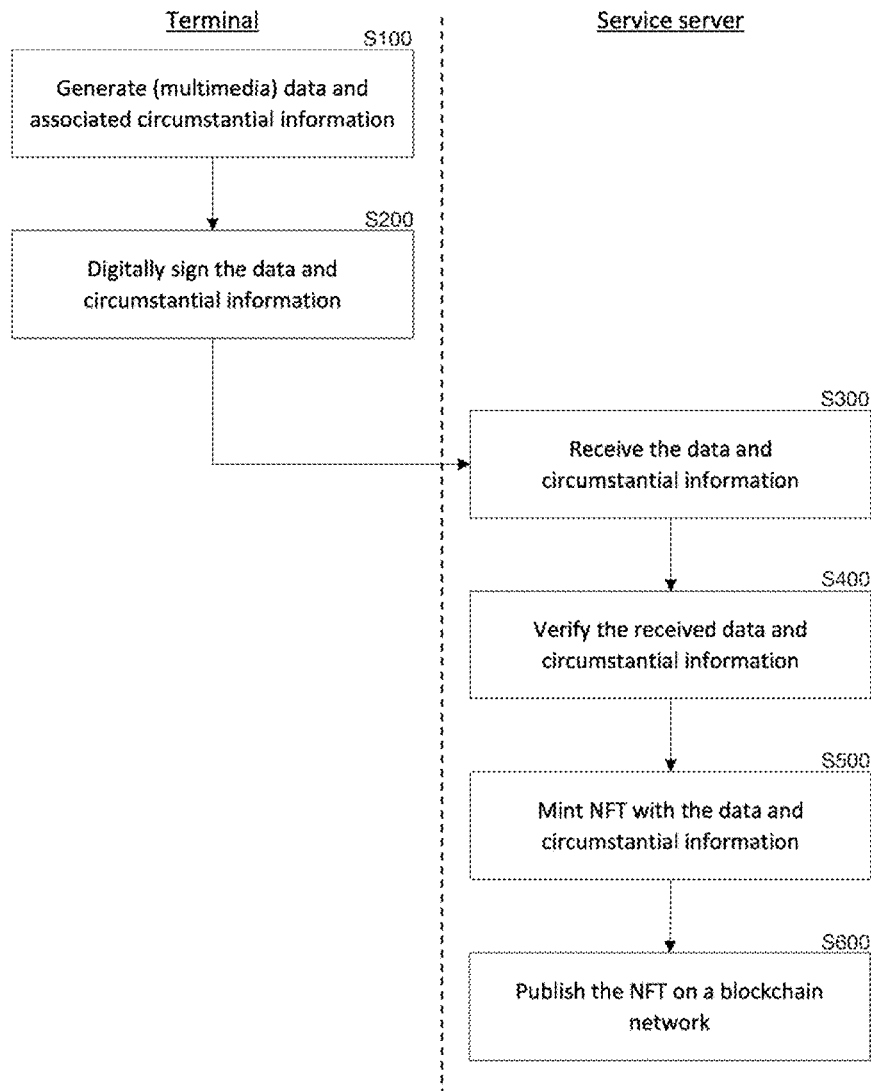 Terminal
Service server
S100
Generate (multimedia) data and
associated circumstantial information
S200
Digitally sign the data and
circumstantial information
S300
Receive the data and
circumstantial information
S400
Verify the received data and
circumstantial information
S500
Mint NFT with the data and
circumstantial information
S600
Publish the NFT on a blockchain
network